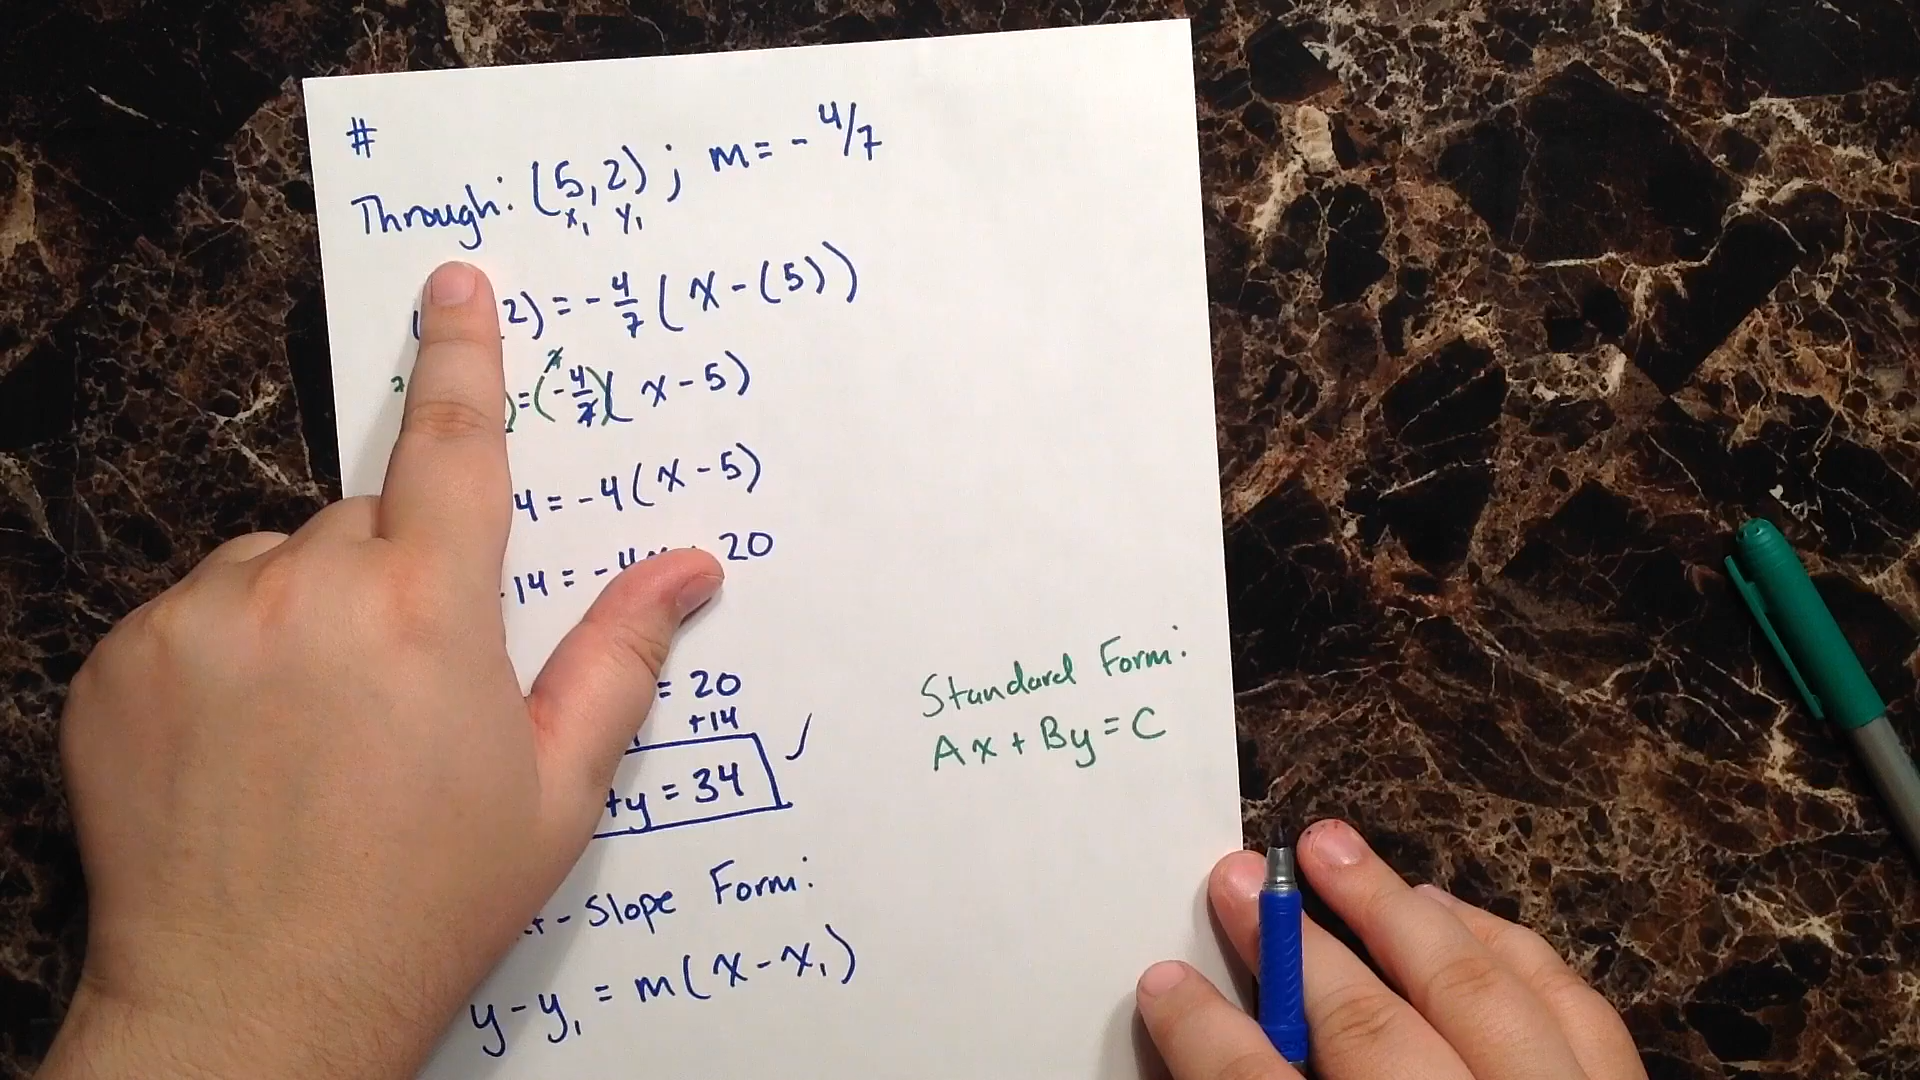 #
Through: (5,2) ; m = - 4/7
x₁ y₁
2) = - 4/7 ( x - (5))
) = (- 4/7)( x - 5)
4 = -4(x - 5)
14 = -4 20
= 20
+14
+y = 34 ✓
Standard Form:
Ax + By = C
- Slope Form:
y - y₁ = m(x - x₁)